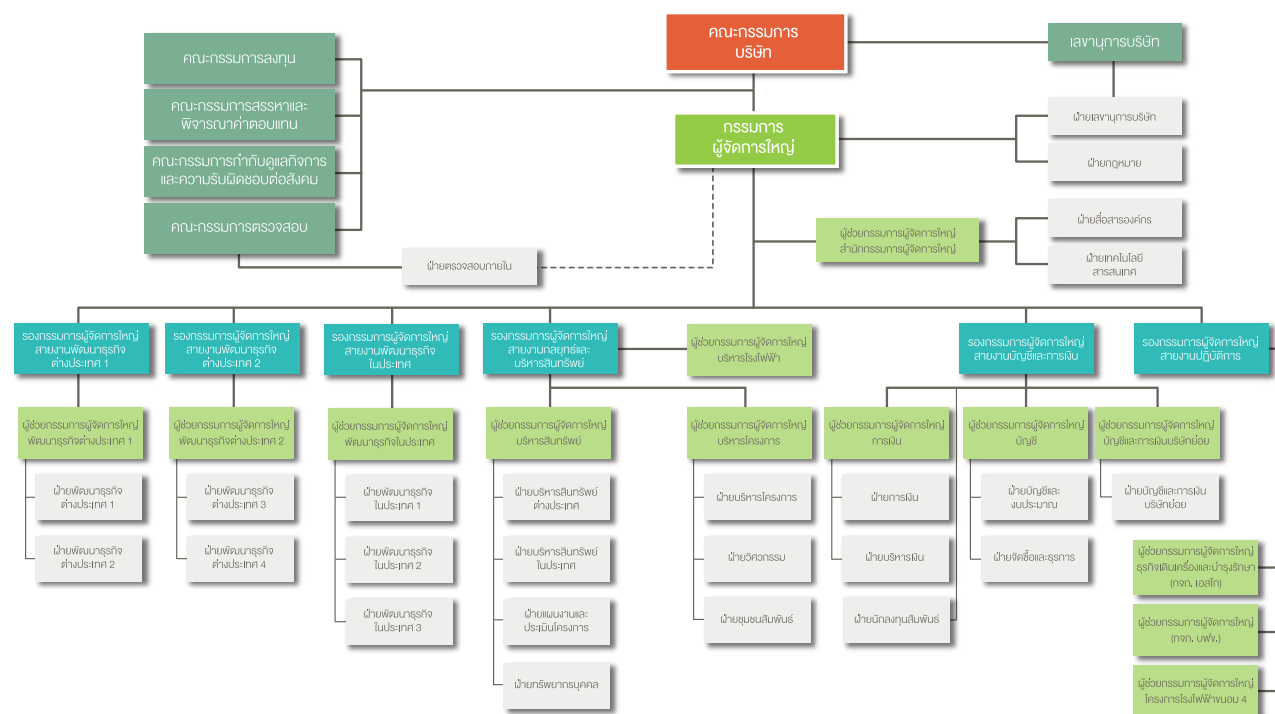 คณะกรรมการ
บริษัท
เลขานุการบริษัท
คณะกรรมการลงทุน
คณะกรรมการสรรหาและ
พิจารณาค่าตอบแทน
คณะกรรมการกำกับดูแลกิจการ
และความรับผิดชอบต่อสังคม
คณะกรรมการตรวจสอบ
กรรมการ
ผู้จัดการใหญ่
ฝ่ายเลขานุการบริษัท
ฝ่ายกฎหมาย
ผู้ช่วยกรรมการผู้จัดการใหญ่
สำนักกรรมการผู้จัดการใหญ่
ฝ่ายสื่อสารองค์กร
ฝ่ายเทคโนโลยี
สารสนเทศ
ฝ่ายตรวจสอบภายใน
รองกรรมการผู้จัดการใหญ่
สายงานพัฒนาธุรกิจ
ต่างประเทศ 1
รองกรรมการผู้จัดการใหญ่
สายงานพัฒนาธุรกิจ
ต่างประเทศ 2
รองกรรมการผู้จัดการใหญ่
สายงานพัฒนาธุรกิจ
ในประเทศ
รองกรรมการผู้จัดการใหญ่
สายงานกลยุทธ์และ
บริหารสินทรัพย์
ผู้ช่วยกรรมการผู้จัดการใหญ่
บริหารโรงไฟฟ้า
รองกรรมการผู้จัดการใหญ่
สายงานบัญชีและการเงิน
รองกรรมการผู้จัดการใหญ่
สายงานปฏิบัติการ
ผู้ช่วยกรรมการผู้จัดการใหญ่
พัฒนาธุรกิจต่างประเทศ 1
ผู้ช่วยกรรมการผู้จัดการใหญ่
พัฒนาธุรกิจต่างประเทศ 2
ผู้ช่วยกรรมการผู้จัดการใหญ่
พัฒนาธุรกิจในประเทศ
ผู้ช่วยกรรมการผู้จัดการใหญ่
บริหารสินทรัพย์
ผู้ช่วยกรรมการผู้จัดการใหญ่
บริหารโครงการ
ผู้ช่วยกรรมการผู้จัดการใหญ่
การเงิน
ผู้ช่วยกรรมการผู้จัดการใหญ่
บัญชี
ผู้ช่วยกรรมการผู้จัดการใหญ่
บัญชีและการเงินบริษัทย่อย
ฝ่ายพัฒนาธุรกิจ
ต่างประเทศ 1
ฝ่ายพัฒนาธุรกิจ
ต่างประเทศ 3
ฝ่ายพัฒนาธุรกิจ
ในประเทศ 1
ฝ่ายบริหารสินทรัพย์
ต่างประเทศ
ฝ่ายบริหารโครงการ
ฝ่ายการเงิน
ฝ่ายบัญชีและ
งบประมาณ
ฝ่ายบัญชีและการเงิน
บริษัทย่อย
ฝ่ายพัฒนาธุรกิจ
ต่างประเทศ 2
ฝ่ายพัฒนาธุรกิจ
ต่างประเทศ 4
ฝ่ายพัฒนาธุรกิจ
ในประเทศ 2
ฝ่ายบริหารสินทรัพย์
ในประเทศ
ฝ่ายวิศวกรรม
ฝ่ายบริหารเงิน
ฝ่ายจัดซื้อและธุรการ
ผู้ช่วยกรรมการผู้จัดการใหญ่
ธุรกิจเดินเครื่องและบำรุงรักษา
(กจก. เอสโก)
ฝ่ายพัฒนาธุรกิจ
ในประเทศ 3
ฝ่ายแผนงานและ
ประเมินโครงการ
ฝ่ายชุมชนสัมพันธ์
ฝ่ายนักลงทุนสัมพันธ์
ผู้ช่วยกรรมการผู้จัดการใหญ่
(กจก. บฟข.)
ฝ่ายทรัพยากรบุคคล
ผู้ช่วยกรรมการผู้จัดการใหญ่
โครงการโรงไฟฟ้าขนอม 4